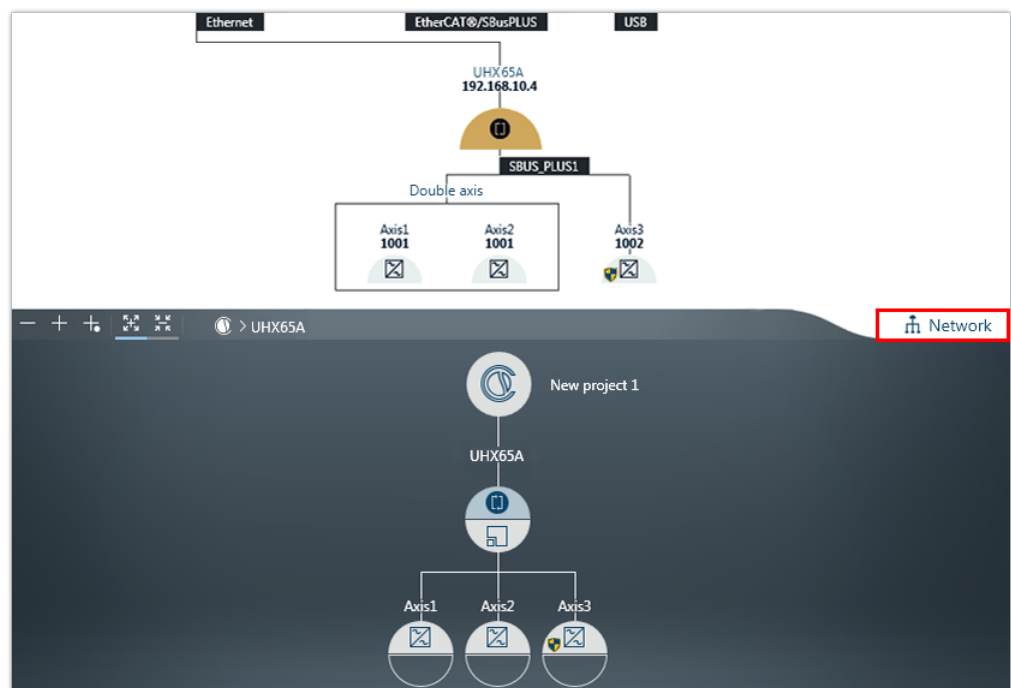 Ethernet EtherCAT®/SBusPLUS USB
UHX65A
192.168.10.4
SBUS_PLUS1
Double axis
Axis1 Axis2 Axis3
1001 1001 1002
> UHX65A Network
New project 1
UHX65A
Axis1 Axis2 Axis3